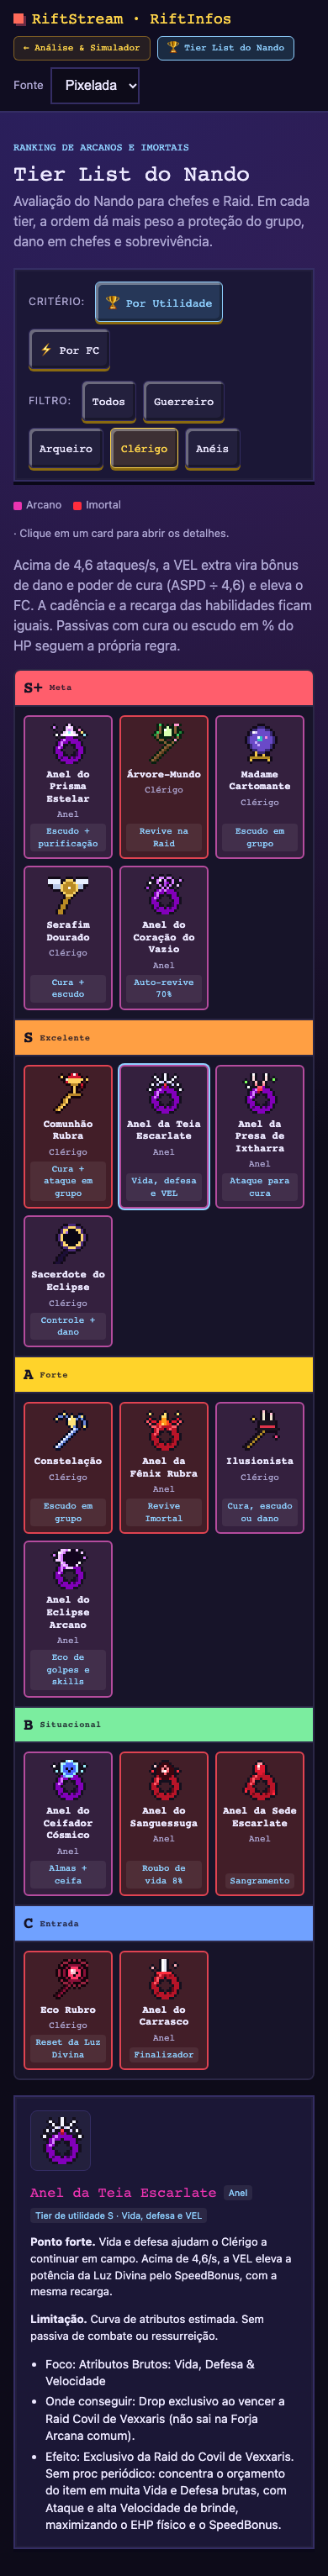 RiftStream · RiftInfos
← Análise & Simulador
🏆 Tier List do Nando
Fonte
Pixelada
RANKING DE ARCANOS E IMORTAIS
Tier List do Nando
Avaliação do Nando para chefes e Raid. Em cada
tier, a ordem dá mais peso a proteção do grupo,
dano em chefes e sobrevivência.
CRITÉRIO:
🏆 Por Utilidade
⚡ Por FC
FILTRO:
Todos
Guerreiro
Arqueiro
Clérigo
Anéis
Arcano
Imortal
· Clique em um card para abrir os detalhes.
Acima de 4,6 ataques/s, a VEL extra vira bônus
de dano e poder de cura (ASPD ÷ 4,6) e eleva o
FC. A cadência e a recarga das habilidades ficam
iguais. Passivas com cura ou escudo em % do
HP seguem a própria regra.
S+ Meta
Anel do
Prisma
Estelar
Anel
Escudo +
purificação
Árvore-Mundo
Clérigo
Revive na
Raid
Madame
Cartomante
Clérigo
Escudo em
grupo
Serafim
Dourado
Clérigo
Cura +
escudo
Anel do
Coração do
Vazio
Anel
Auto-revive
70%
S Excelente
Comunhão
Rubra
Clérigo
Cura +
ataque em
grupo
Anel da Teia
Escarlate
Anel
Vida, defesa
e VEL
Anel da
Presa de
Ixtharra
Anel
Ataque para
cura
Sacerdote do
Eclipse
Clérigo
Controle +
dano
A Forte
Constelação
Clérigo
Escudo em
grupo
Anel da
Fênix Rubra
Anel
Revive
Imortal
Ilusionista
Clérigo
Cura, escudo
ou dano
Anel do
Eclipse
Arcano
Anel
Eco de
golpes e
skills
B Situacional
Anel do
Ceifador
Cósmico
Anel
Almas +
ceifa
Anel do
Sanguessuga
Anel
Roubo de
vida 8%
Anel da Sede
Escarlate
Anel
Sangramento
C Entrada
Eco Rubro
Clérigo
Reset da Luz
Divina
Anel do
Carrasco
Anel
Finalizador
Anel da Teia Escarlate Anel
Tier de utilidade S · Vida, defesa e VEL
Ponto forte. Vida e defesa ajudam o Clérigo a
continuar em campo. Acima de 4,6/s, a VEL eleva a
potência da Luz Divina pelo SpeedBonus, com a
mesma recarga.
Limitação. Curva de atributos estimada. Sem
passiva de combate ou ressurreição.
• Foco: Atributos Brutos: Vida, Defesa &
Velocidade
• Onde conseguir: Drop exclusivo ao vencer a
Raid Covil de Vexxaris (não sai na Forja
Arcana comum).
• Efeito: Exclusivo da Raid do Covil de Vexxaris.
Sem proc periódico: concentra o orçamento
do item em muita Vida e Defesa brutas, com
Ataque e alta Velocidade de brinde,
maximizando o EHP físico e o SpeedBonus.